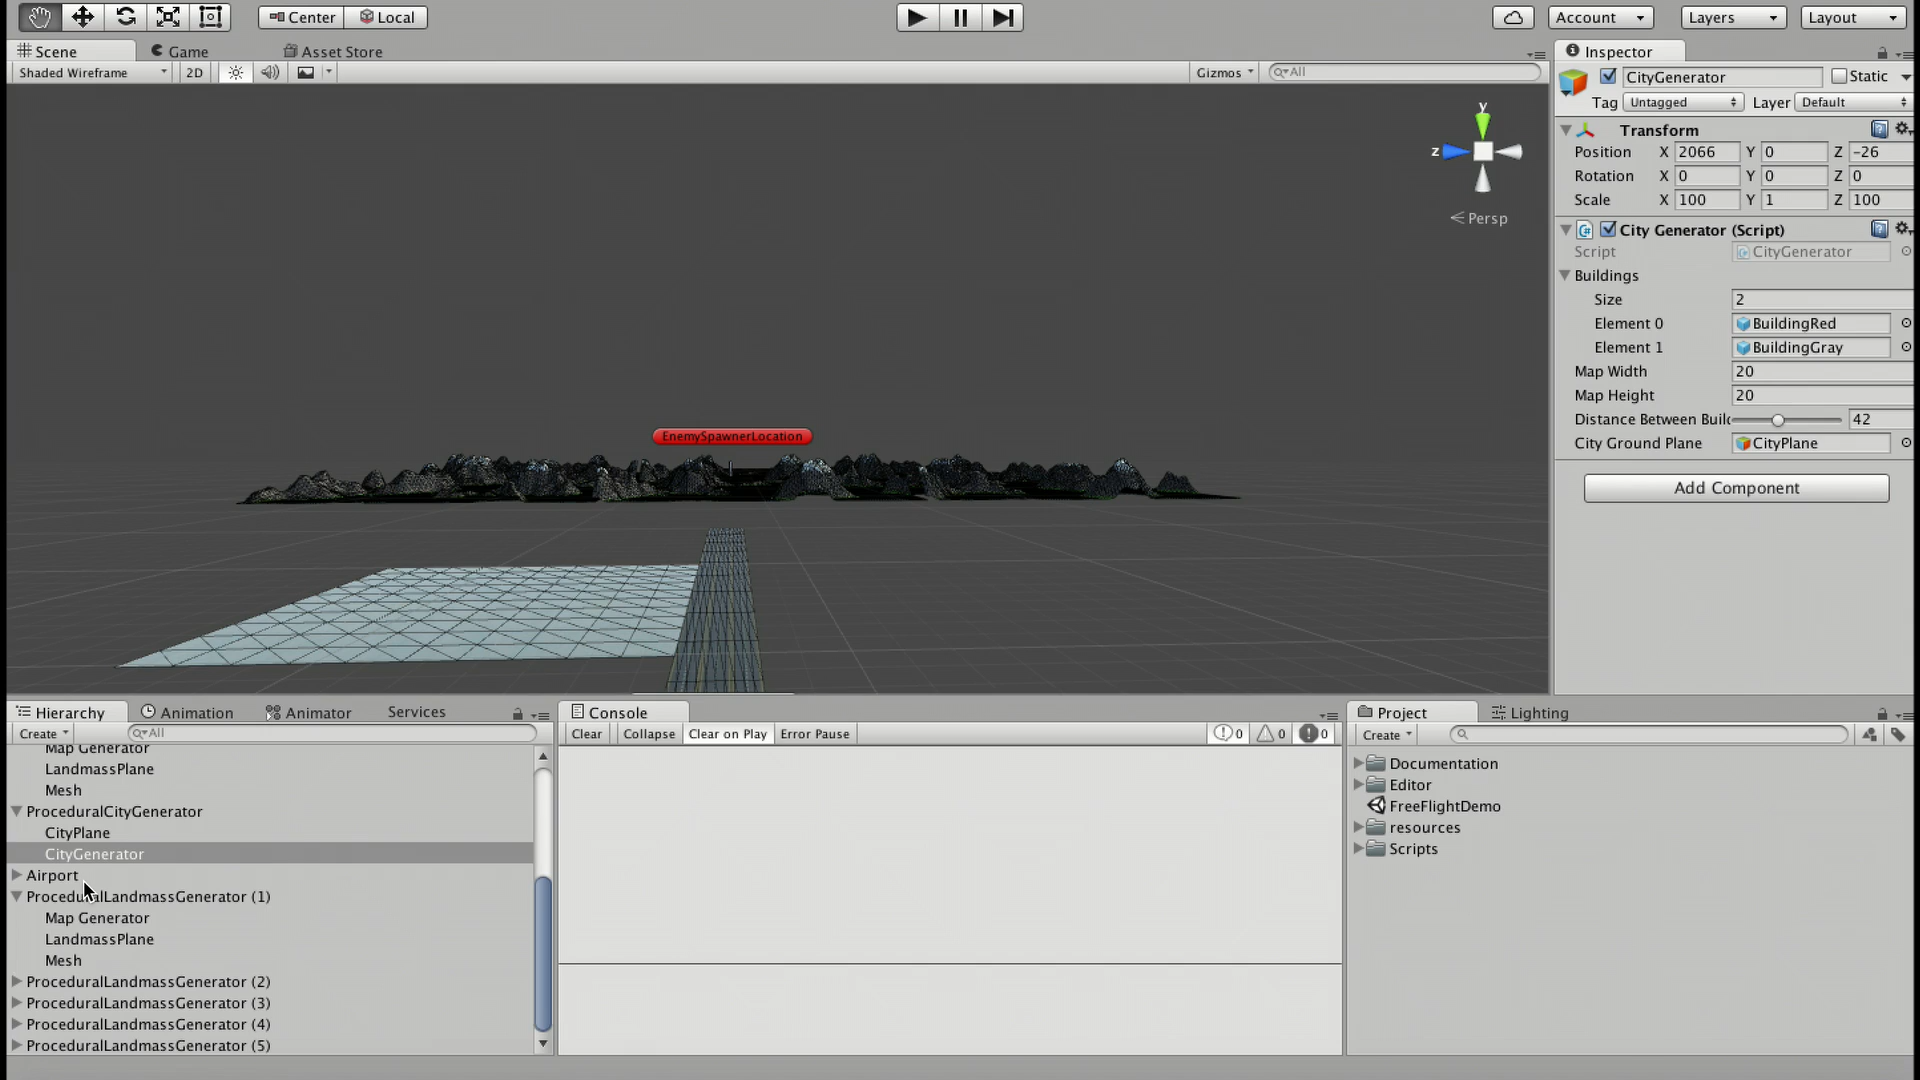 Center Local Account Layers Layout
Scene Game Asset Store Inspector
Shaded Wireframe 2D Gizmos All
CityGenerator Static
Tag Untagged Layer Default
Transform
Position X 2066 Y 0 Z -26
Rotation X 0 Y 0 Z 0
Scale X 100 Y 1 Z 100
y
z
Persp
City Generator (Script)
Script CityGenerator
Buildings
Size 2
Element 0 BuildingRed
Element 1 BuildingGray
Map Width 20
Map Height 20
Distance Between Buil 42
City Ground Plane CityPlane
Add Component
EnemySpawnerLocation
Hierarchy Animation Animator Services
Create All
Map Generator
LandmassPlane
Mesh
ProceduralCityGenerator
CityPlane
CityGenerator
Airport
ProceduralLandmassGenerator (1)
Map Generator
LandmassPlane
Mesh
ProceduralLandmassGenerator (2)
ProceduralLandmassGenerator (3)
ProceduralLandmassGenerator (4)
ProceduralLandmassGenerator (5)
Console
Clear Collapse Clear on Play Error Pause 0 0 0
Project Lighting
Create
Documentation
Editor
FreeFlightDemo
resources
Scripts